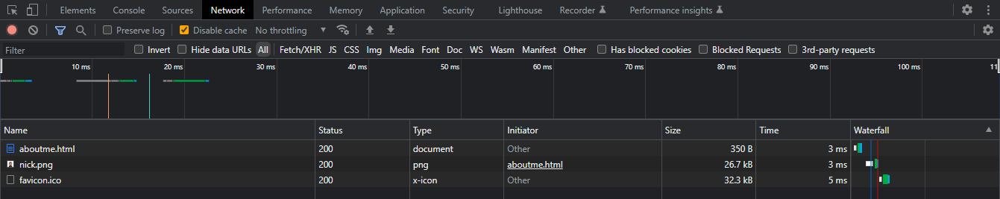 Elements Console Sources Network Performance Memory Application Security Lighthouse Recorder Performance insights
Preserve log Disable cache No throttling
Filter Invert Hide data URLs All Fetch/XHR JS CSS Img Media Font Doc WS Wasm Manifest Other Has blocked cookies Blocked Requests 3rd-party requests
10 ms 20 ms 30 ms 40 ms 50 ms 60 ms 70 ms 80 ms 90 ms 100 ms 11
Name Status Type Initiator Size Time Waterfall
aboutme.html 200 document Other 350 B 3 ms
nick.png 200 png aboutme.html 26.7 kB 3 ms
favicon.ico 200 x-icon Other 32.3 kB 5 ms